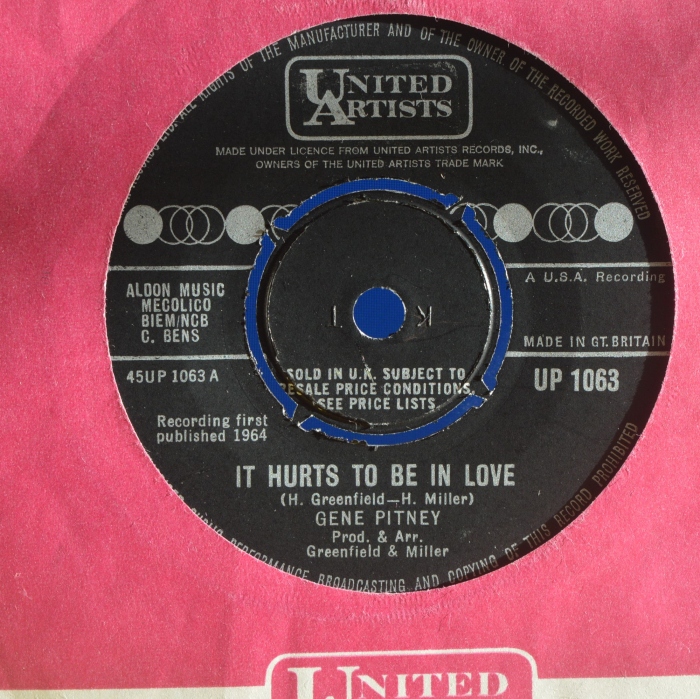 ALL RIGHTS OF THE MANUFACTURER AND OF THE OWNER OF THE RECORDED WORK RESERVED
UNITED
ARTISTS
MADE UNDER LICENCE FROM UNITED ARTISTS RECORDS, INC.,
OWNERS OF THE UNITED ARTISTS TRADE MARK
ALDON MUSIC
MECOLICO
BIEM/NCB
C. BENS
A U.S.A. Recording
MADE IN GT. BRITAIN
K T
45UP 1063 A
SOLD IN U.K. SUBJECT TO
RESALE PRICE CONDITIONS,
SEE PRICE LISTS
UP 1063
Recording first
published 1964
IT HURTS TO BE IN LOVE
(H. Greenfield—H. Miller)
GENE PITNEY
Prod. & Arr.
Greenfield & Miller
PERFORMANCE BROADCASTING AND COPYING OF THIS RECORD PROHIBITED
UNITED